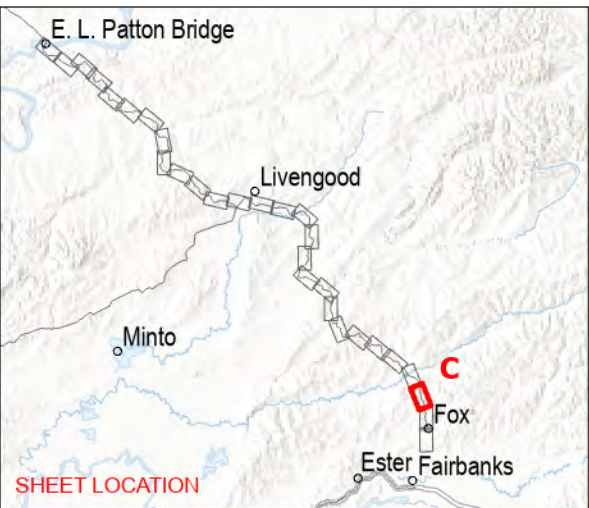 E. L. Patton Bridge
Livengood
Minto
C
Fox
Ester Fairbanks
SHEET LOCATION